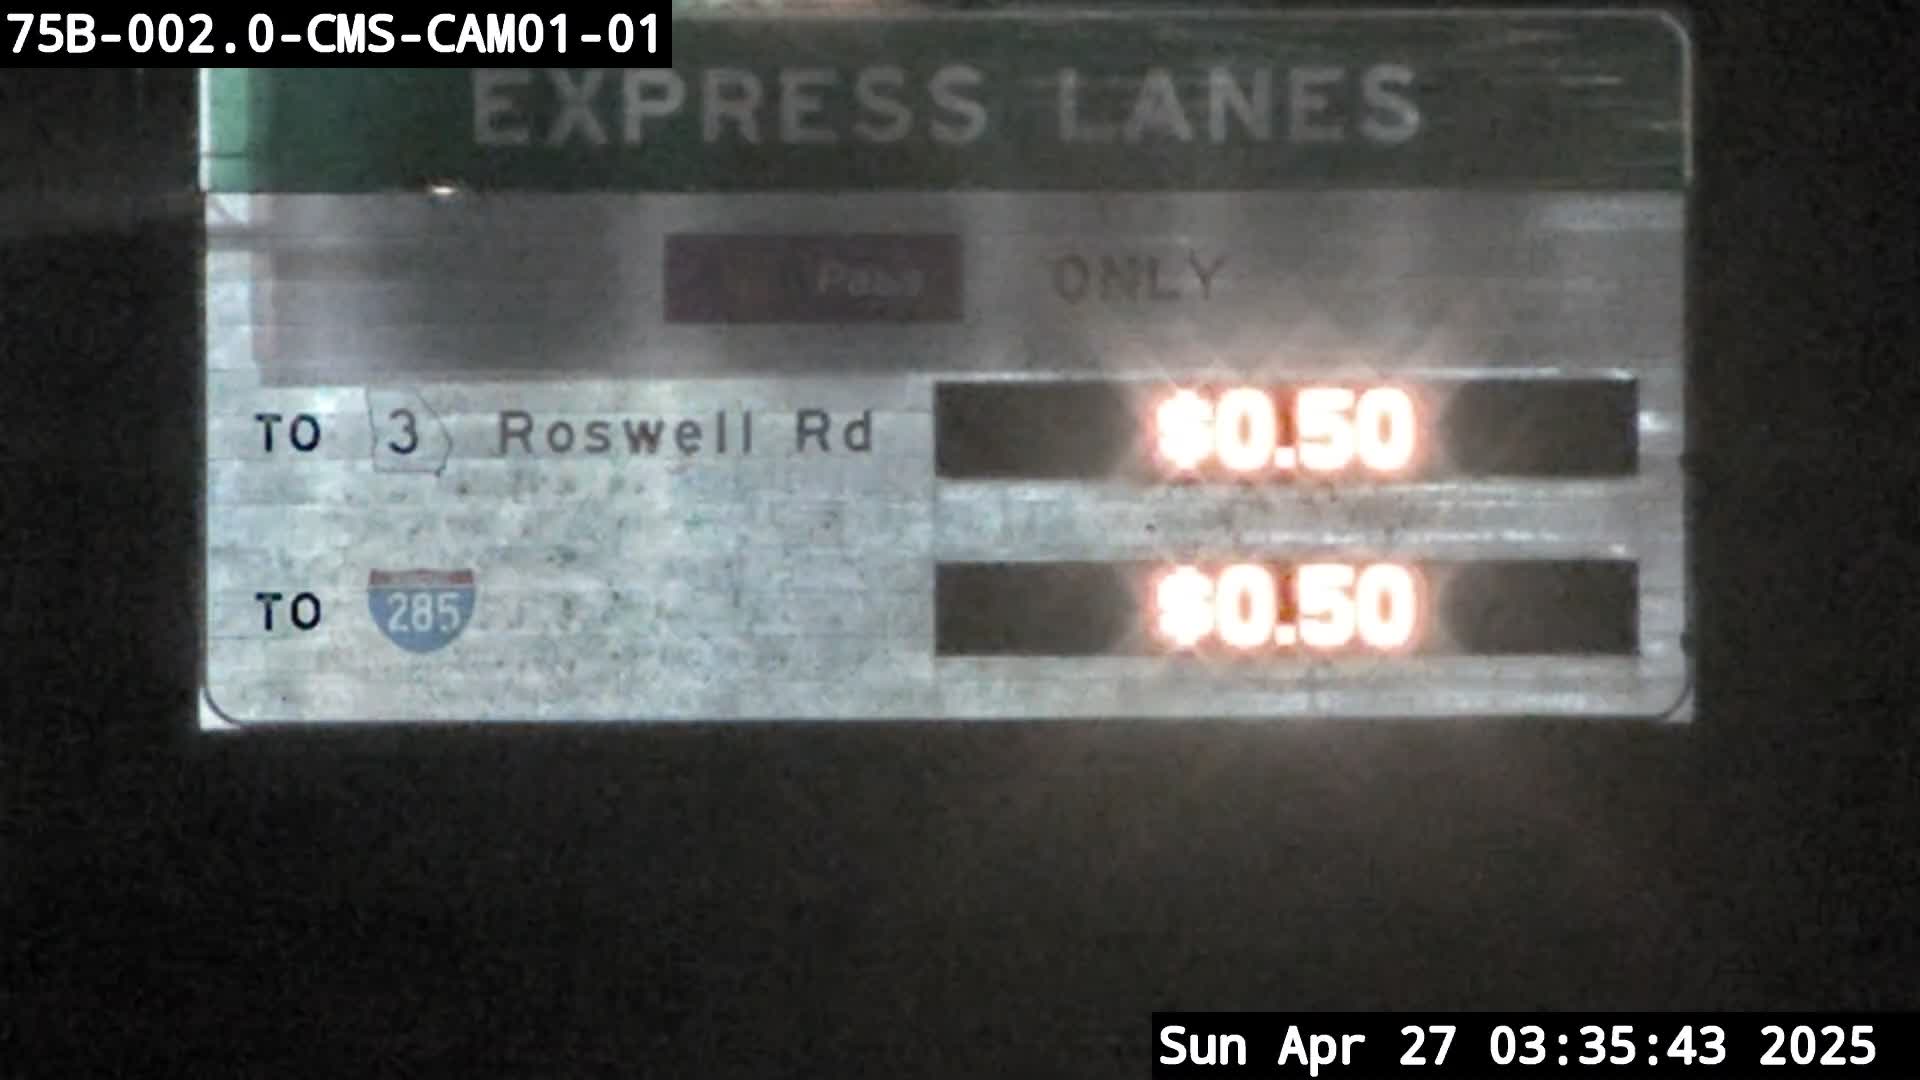 75B-002.0-CMS-CAM01-01
EXPRESS LANES
Pass ONLY
TO 3 Roswell Rd $0.50
TO 285 $0.50
Sun Apr 27 03:35:43 2025